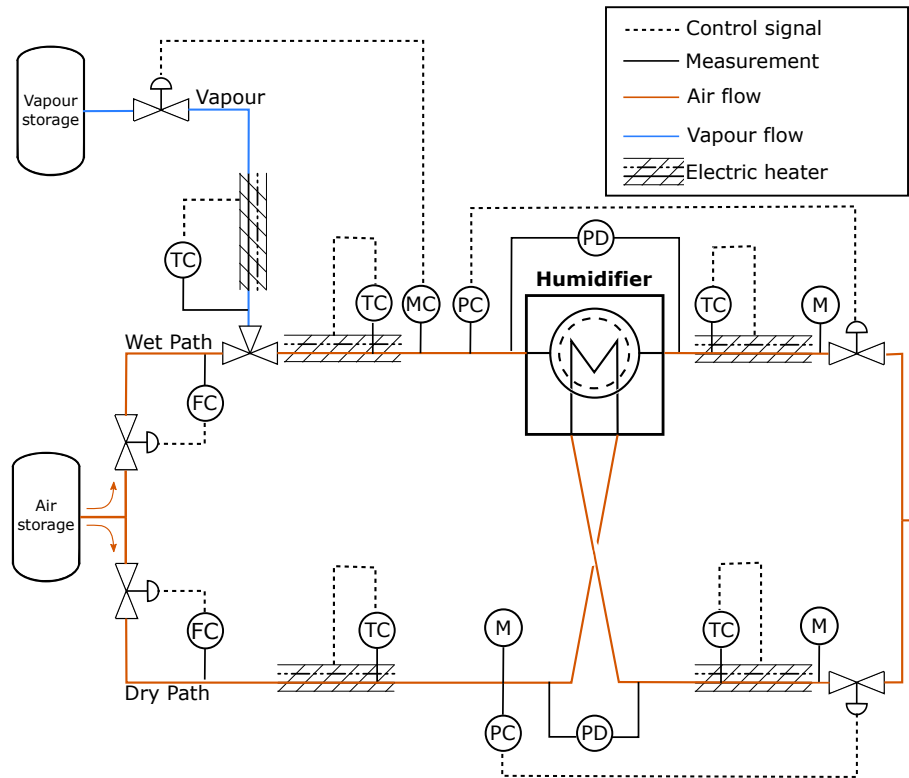 Control signal
Measurement
Air flow
Vapour flow
Electric heater
Vapour
storage
Vapour
TC
PD
Humidifier
TC
MC
PC
TC
M
Wet Path
FC
Air
storage
FC
TC
M
TC
M
Dry Path
PC
PD